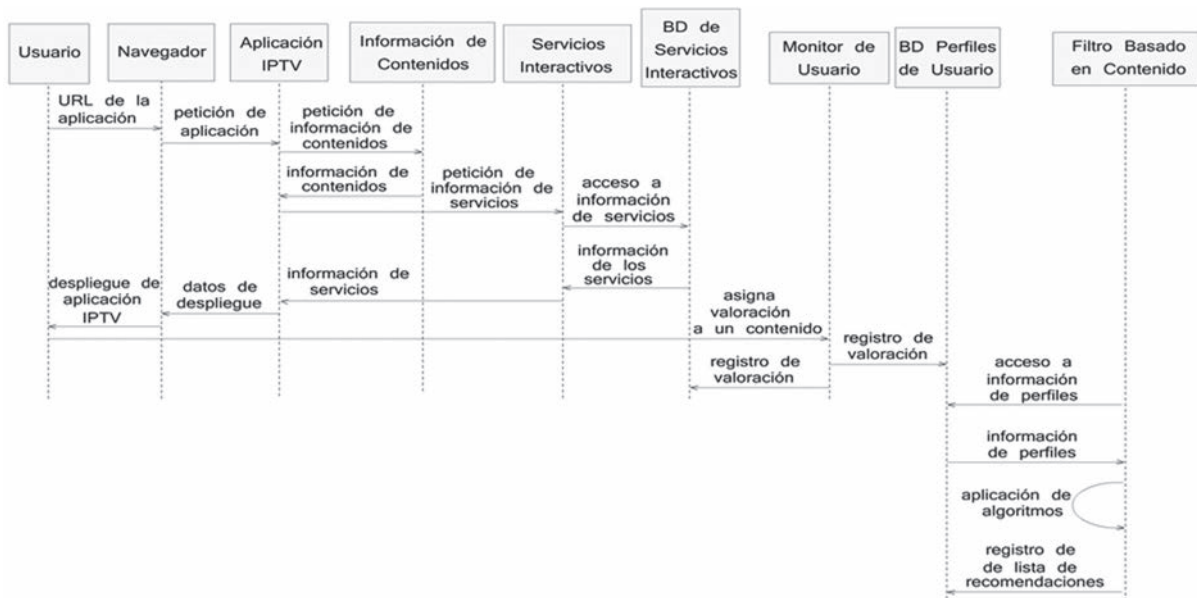 Usuario
Navegador
Aplicación
IPTV
Información de
Contenidos
Servicios
Interactivos
BD de
Servicios
Interactivos
Monitor de
Usuario
BD Perfiles
de Usuario
Filtro Basado
en Contenido
URL de la
aplicación
petición de
aplicación
petición de
información de
contenidos
información de
contenidos
petición de
información de
servicios
acceso a
información
de servicios
información
de los
servicios
información de
servicios
datos de
despliegue
despliegue de
aplicación
IPTV
asigna
valoración
a un contenido
registro de
valoración
registro de
valoración
acceso a
información
de perfiles
información
de perfiles
aplicación de
algoritmos
registro de
de lista de
recomendaciones